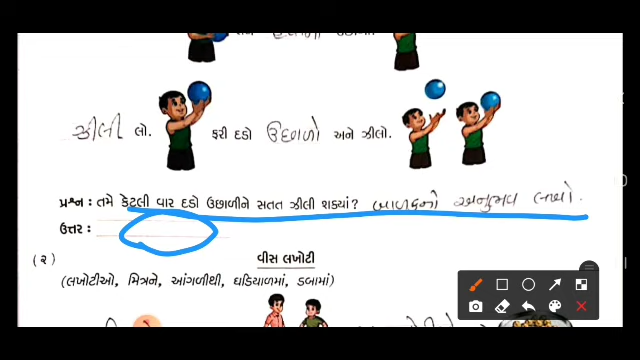 ઝીલી લો. ફરી દડો ઉછાળો અને ઝીલો.
પ્રશ્ન : તમે કેટલી વાર દડો ઉછાળીને સતત ઝીલી શક્યાં? બાળકનો અનુભવ લખો.
ઉત્તર :
(૨) વીસ લખોટી
(લખોટીઓ, મિત્રને, આંગળીથી, ઘડિયાળમાં, ડબામાં)